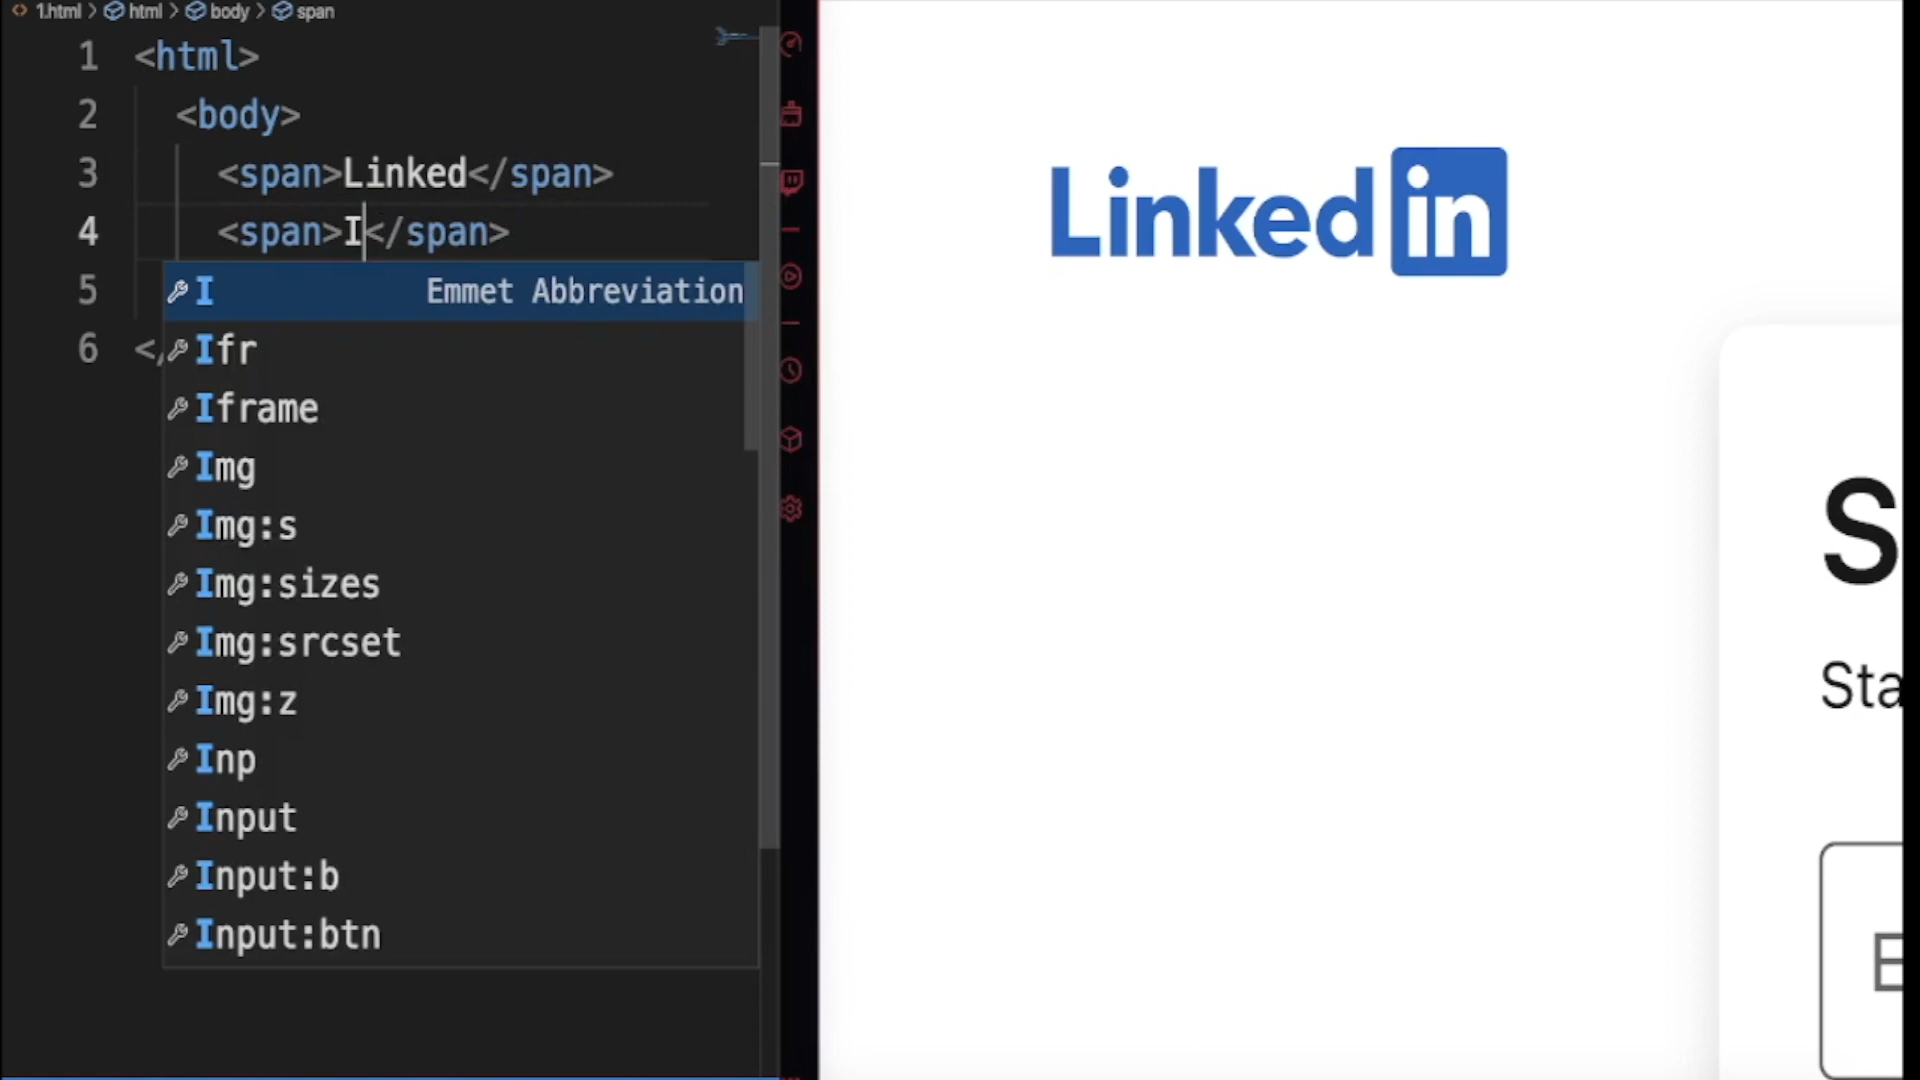 1.html > html > body > span
1 <html>
2 <body>
3 <span>Linked</span>
4 <span>I</span>
5
6 </
I Emmet Abbreviation
Ifr
Iframe
Img
Img:s
Img:sizes
Img:srcset
Img:z
Inp
Input
Input:b
Input:btn
Linked in
S
Sta
E